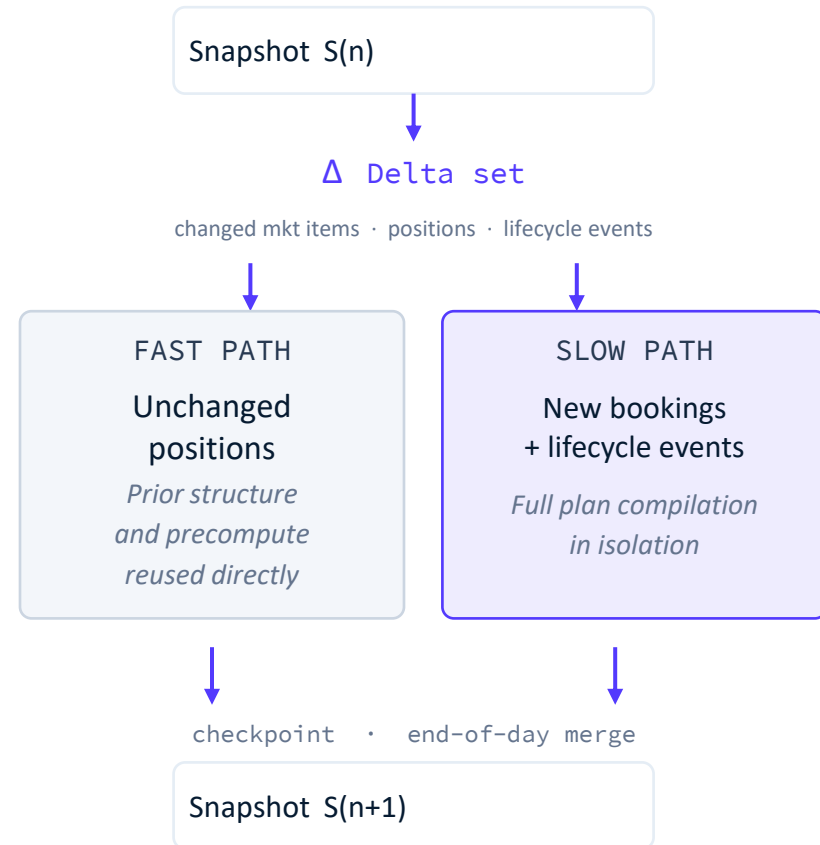 Snapshot S(n)
Δ Delta set
changed mkt items · positions · lifecycle events
FAST PATH
Unchanged
positions
Prior structure
and precompute
reused directly
SLOW PATH
New bookings
+ lifecycle events
Full plan compilation
in isolation
checkpoint · end-of-day merge
Snapshot S(n+1)